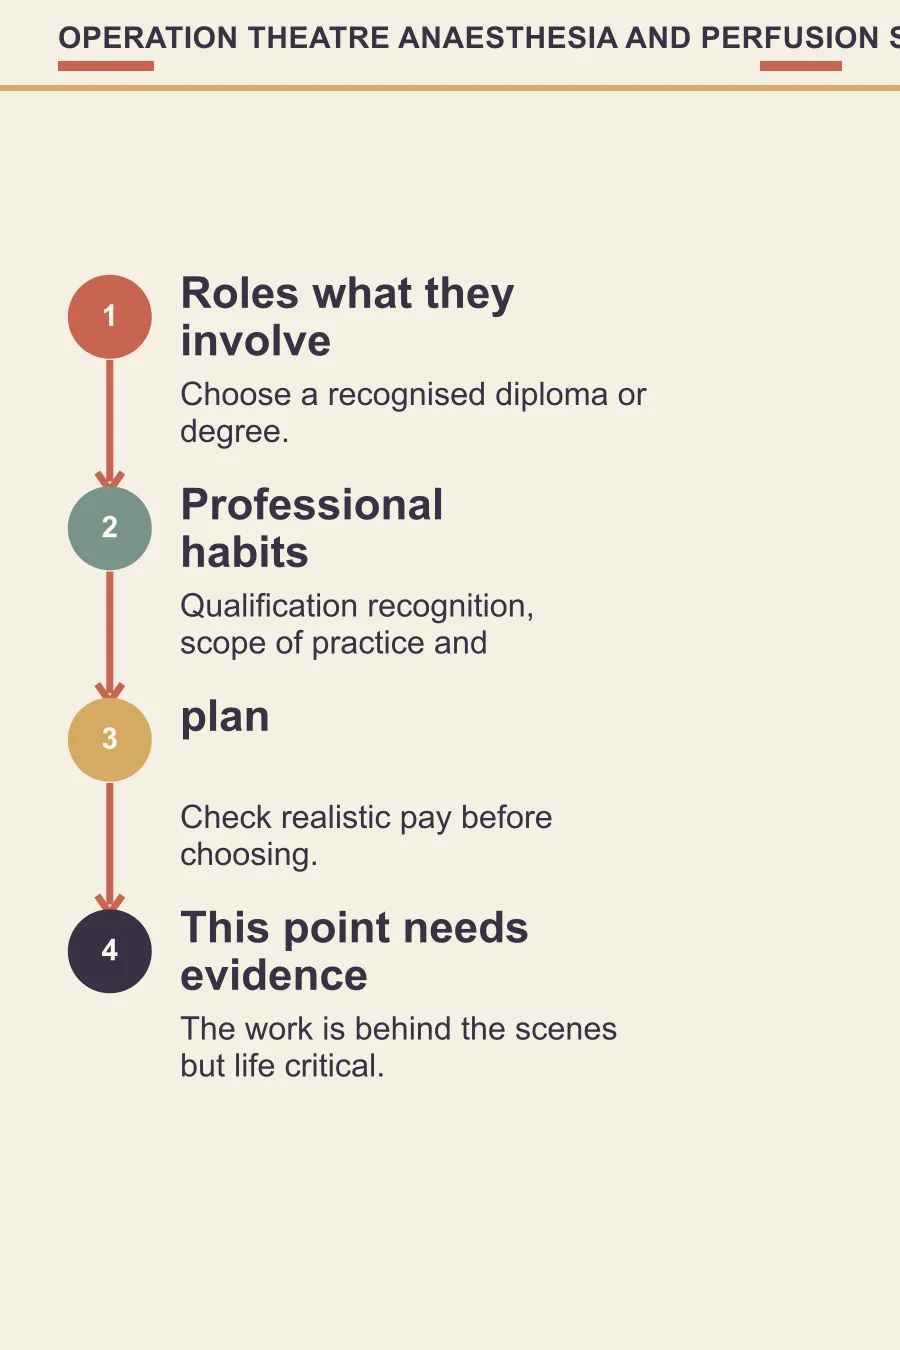 OPERATION THEATRE ANAESTHESIA AND PERFUSION S
1
Roles what they
involve
Choose a recognised diploma or
degree.
2
Professional
habits
Qualification recognition,
scope of practice and
3
plan
Check realistic pay before
choosing.
4
This point needs
evidence
The work is behind the scenes
but life critical.